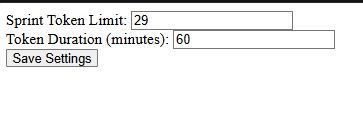 Sprint Token Limit: 29
Token Duration (minutes): 60
Save Settings